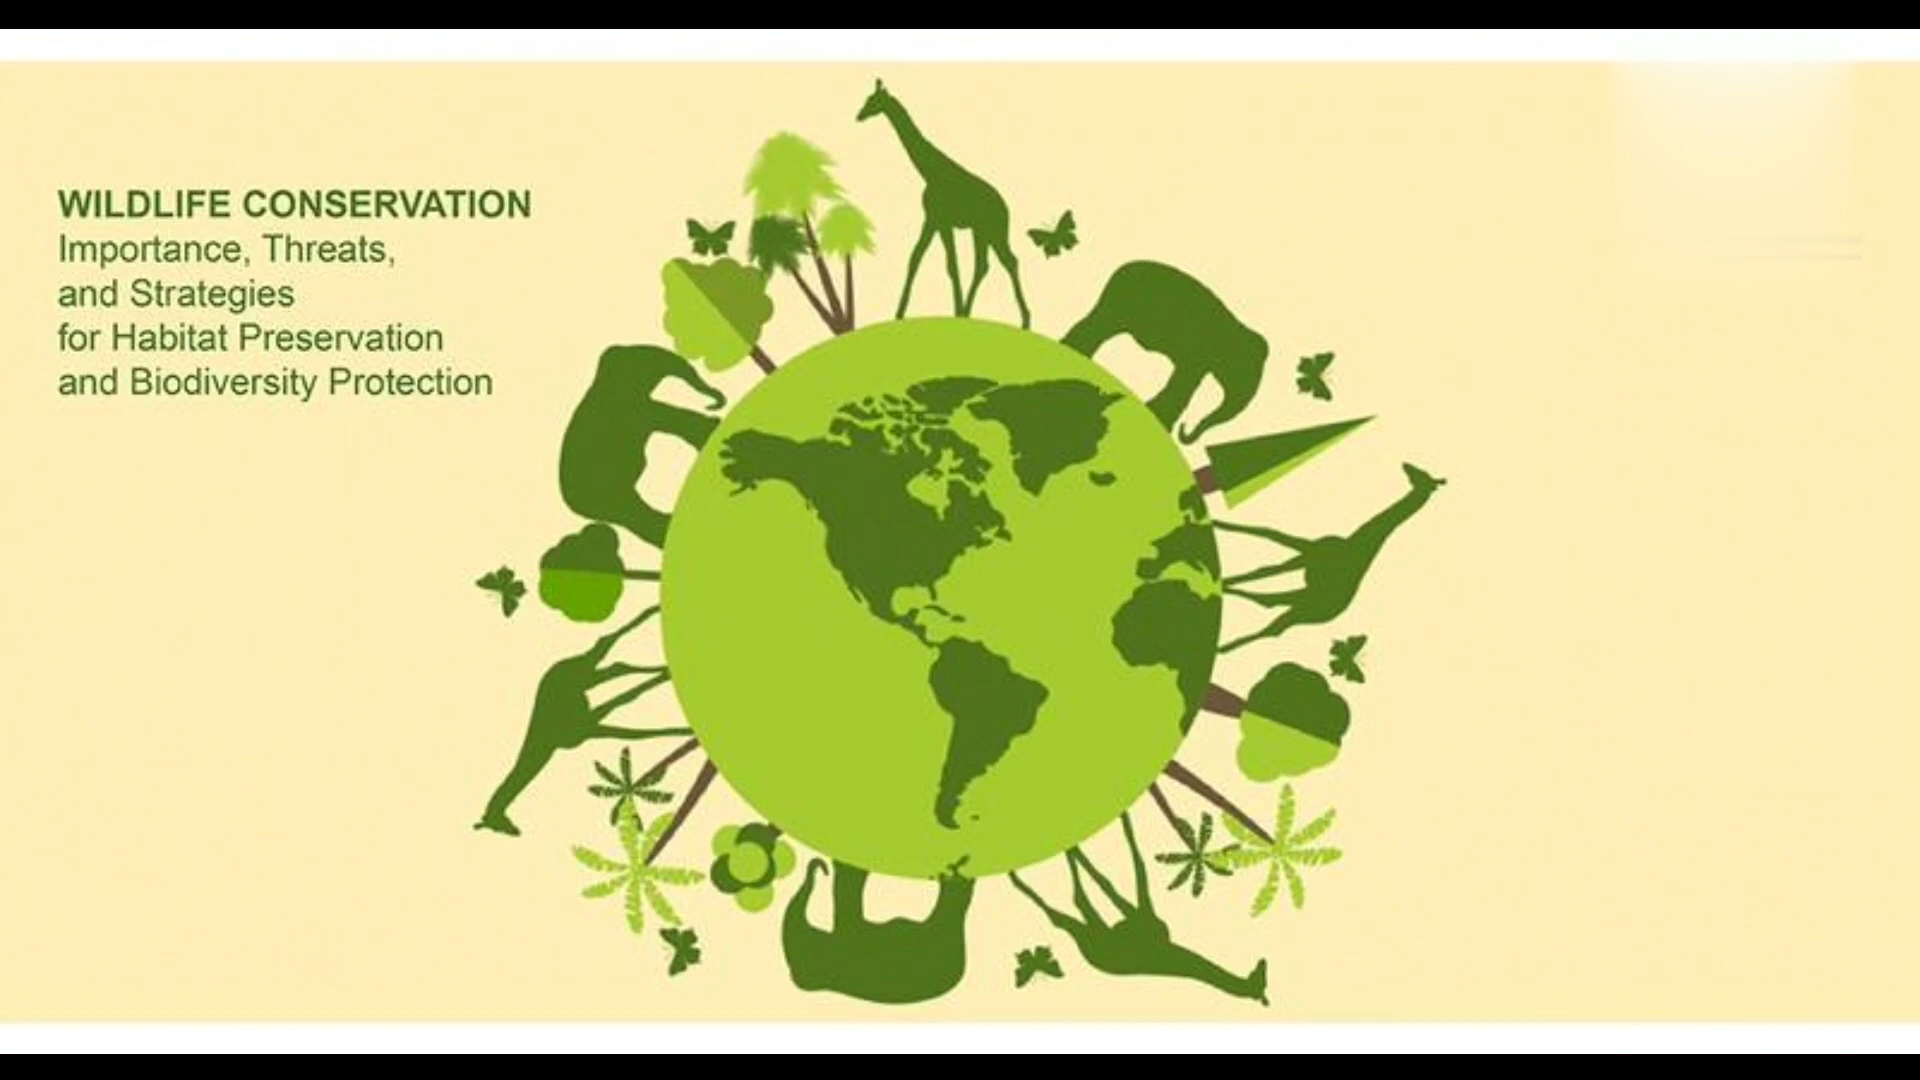 WILDLIFE CONSERVATION
Importance, Threats,
and Strategies
for Habitat Preservation
and Biodiversity Protection